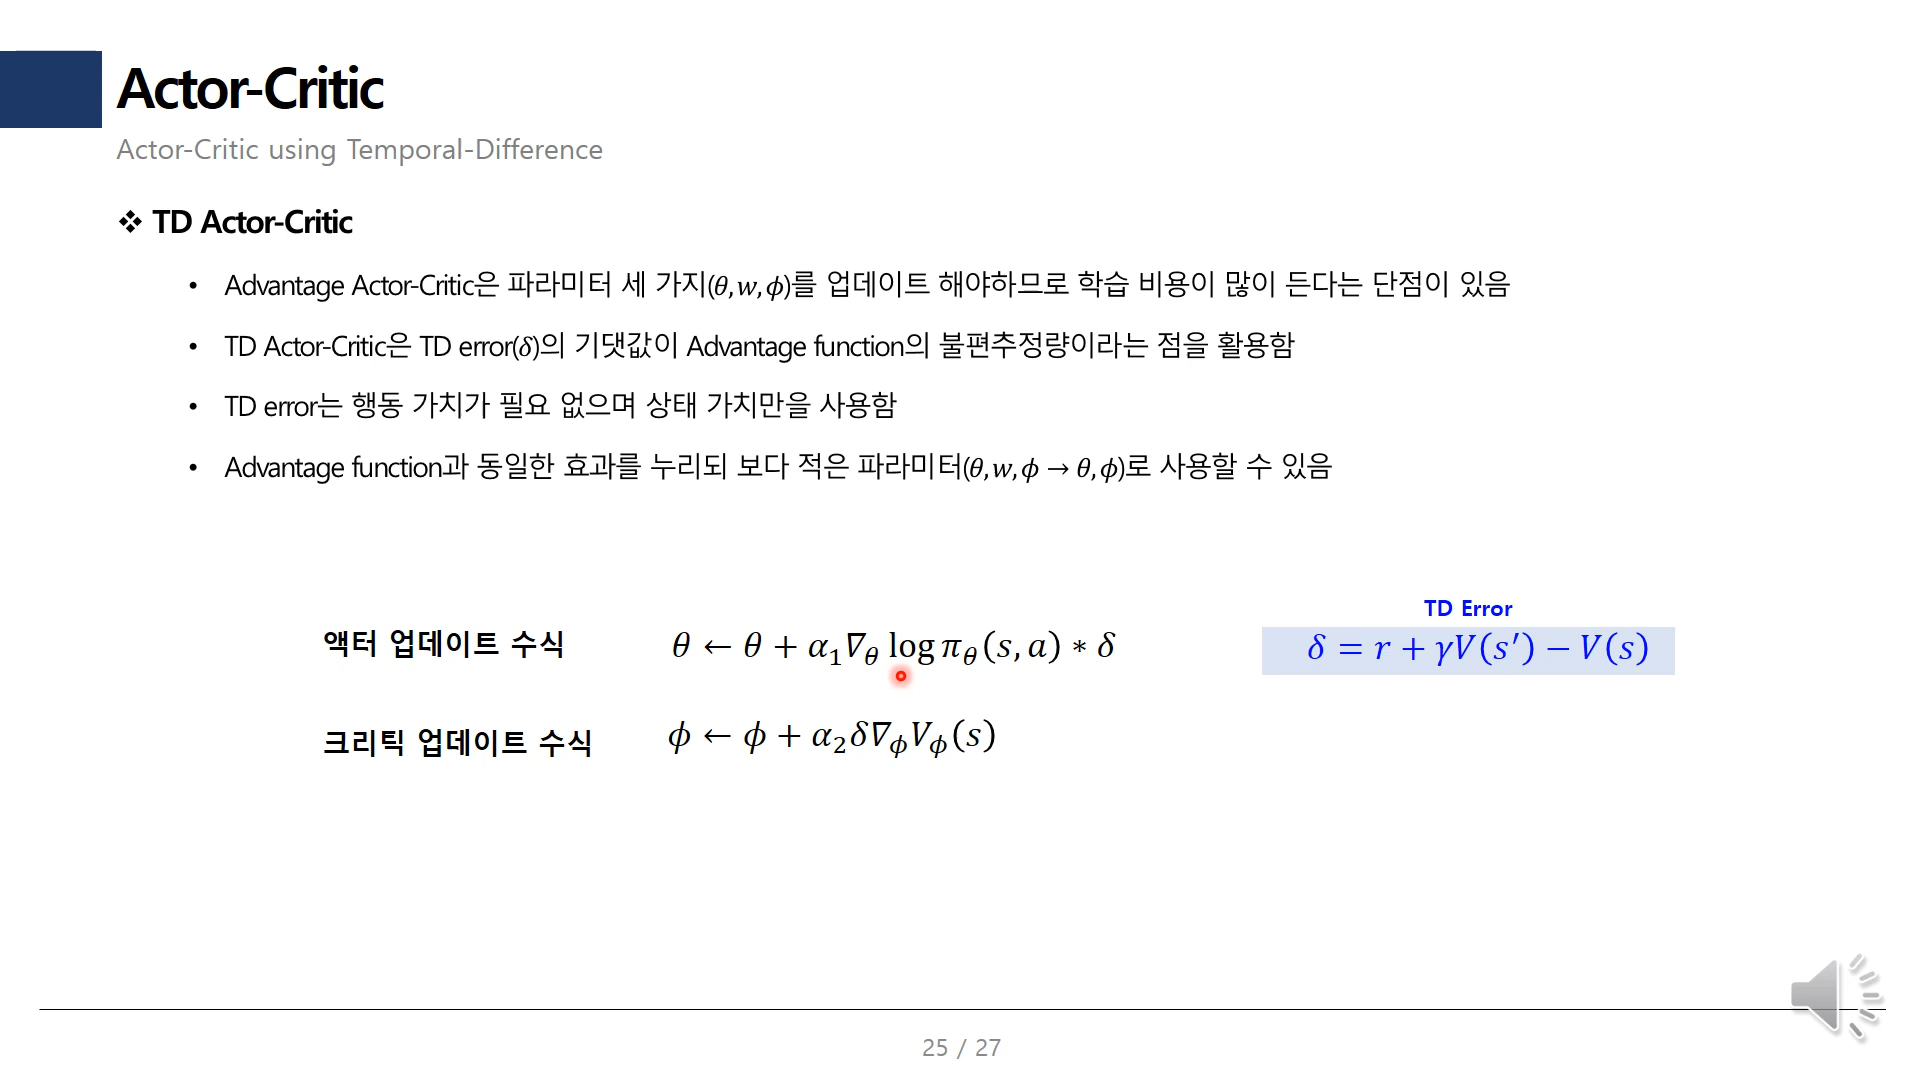 Actor-Critic
Actor-Critic using Temporal-Difference
❖ TD Actor-Critic
• Advantage Actor-Critic은 파라미터 세 가지(θ, w, ϕ)를 업데이트 해야하므로 학습 비용이 많이 든다는 단점이 있음
• TD Actor-Critic은 TD error(δ)의 기댓값이 Advantage function의 불편추정량이라는 점을 활용함
• TD error는 행동 가치가 필요 없으며 상태 가치만을 사용함
• Advantage function과 동일한 효과를 누리되 보다 적은 파라미터(θ, w, ϕ → θ, ϕ)로 사용할 수 있음
TD Error
액터 업데이트 수식 θ ← θ + α₁∇_θ log π_θ(s, a) ∗ δ δ = r + γV(s′) − V(s)
크리틱 업데이트 수식 ϕ ← ϕ + α₂δ∇_ϕV_ϕ(s)
25 / 27